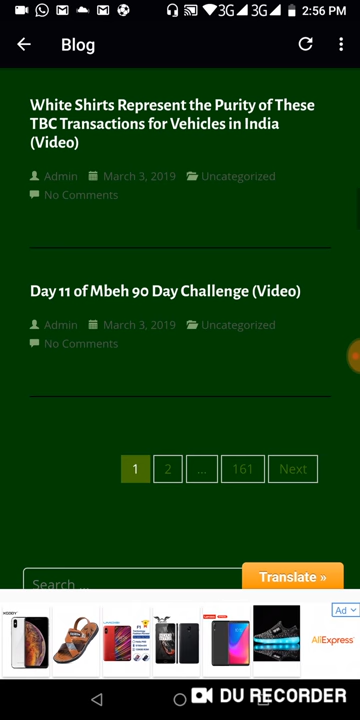 3G 3G 2:56 PM
Blog
White Shirts Represent the Purity of These
TBC Transactions for Vehicles in India
(Video)
Admin March 3, 2019 Uncategorized
No Comments
Day 11 of Mbeh 90 Day Challenge (Video)
Admin March 3, 2019 Uncategorized
No Comments
1 2 ... 161 Next
Search ...
Translate »
Ad
AliExpress
DU RECORDER